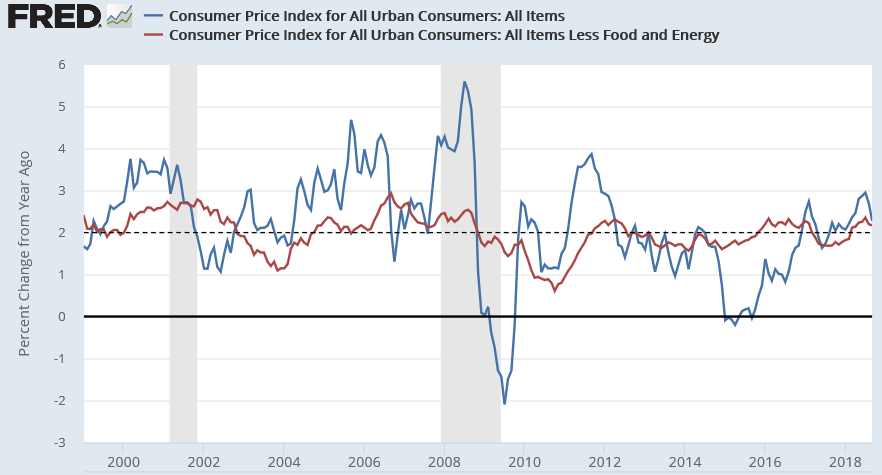 FRED
Consumer Price Index for All Urban Consumers: All Items
Consumer Price Index for All Urban Consumers: All Items Less Food and Energy
Percent Change from Year Ago
6
5
4
3
2
1
0
-1
-2
-3
2000 2002 2004 2006 2008 2010 2012 2014 2016 2018